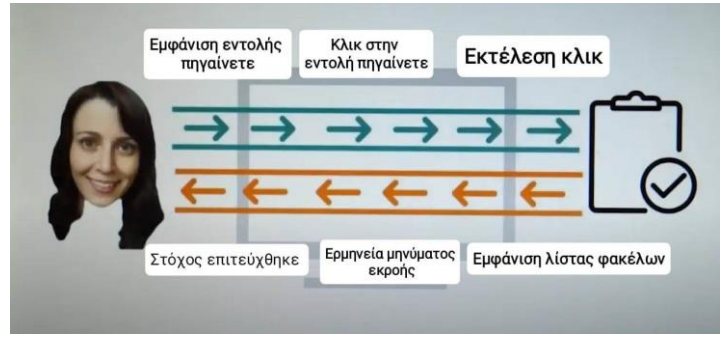 Εμφάνιση εντολής
πηγαίνετε
Κλικ στην
εντολή πηγαίνετε
Εκτέλεση κλικ
Στόχος επιτεύχθηκε
Ερμηνεία μηνύματος
εκροής
Εμφάνιση λίστας φακέλων